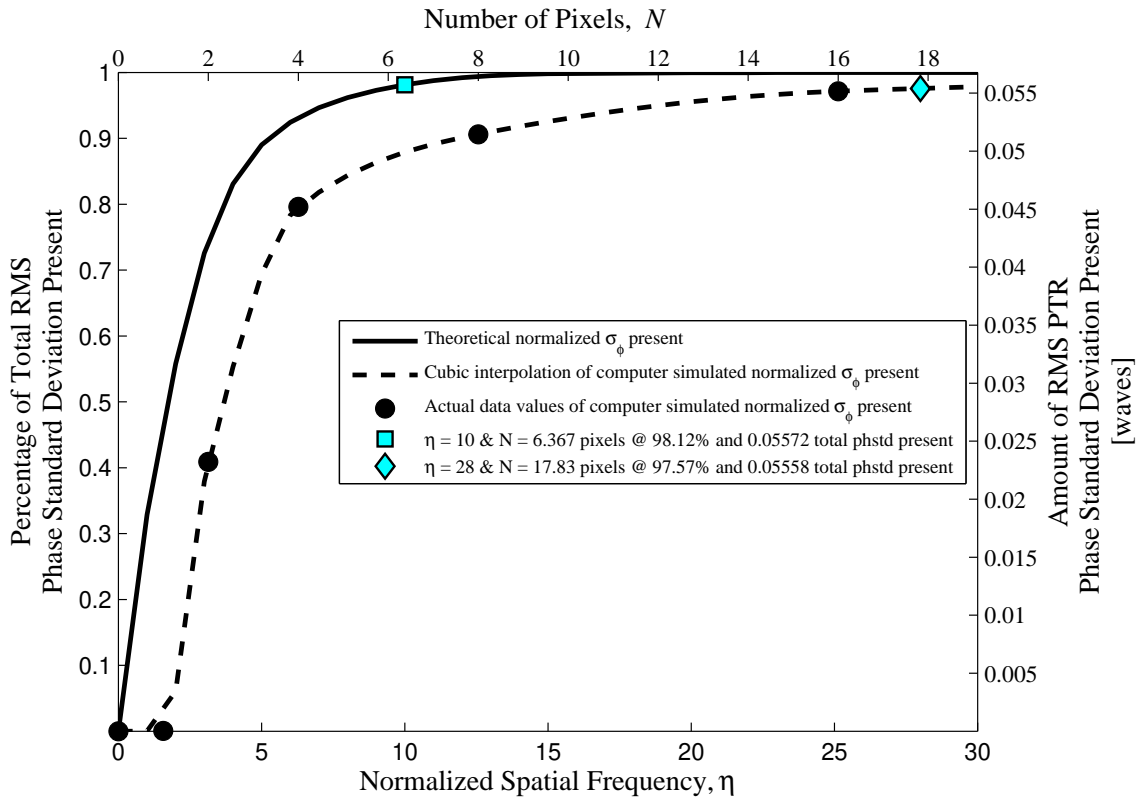 Number of Pixels, N
0 2 4 6 8 10 12 14 16 18
1
0.9
0.8
0.7
0.6
0.5
0.4
0.3
0.2
0.1
Percentage of Total RMS
Phase Standard Deviation Present
0.055
0.05
0.045
0.04
0.035
0.03
0.025
0.02
0.015
0.01
0.005
Amount of RMS PTR
Phase Standard Deviation Present
[waves]
Theoretical normalized σϕ present
Cubic interpolation of computer simulated normalized σϕ present
Actual data values of computer simulated normalized σϕ present
η = 10 & N = 6.367 pixels @ 98.12% and 0.05572 total phstd present
η = 28 & N = 17.83 pixels @ 97.57% and 0.05558 total phstd present
0 5 10 15 20 25 30
Normalized Spatial Frequency, η